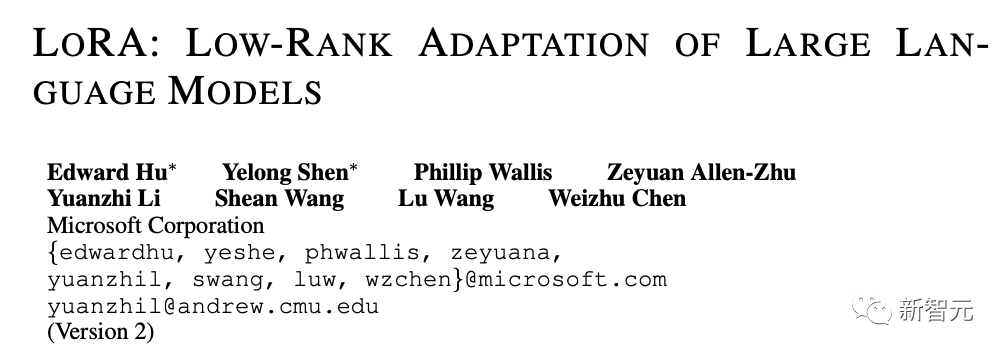 LORA: LOW-RANK ADAPTATION OF LARGE LAN-
GUAGE MODELS
Edward Hu* Yelong Shen* Phillip Wallis Zeyuan Allen-Zhu
Yuanzhi Li Shean Wang Lu Wang Weizhu Chen
Microsoft Corporation
{edwardhu, yeshe, phwallis, zeyuana,
yuanzhil, swang, luw, wzchen}@microsoft.com
yuanzhil@andrew.cmu.edu
(Version 2)
新智元